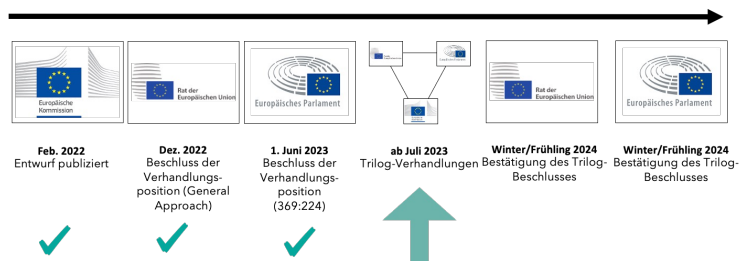 Europäische
Kommission
Rat der
Europäischen Union
Europäisches Parlament
Rat der
Europäischen Union
Europäisches Parlament
Feb. 2022
Entwurf publiziert
Dez. 2022
Beschluss der
Verhandlungs-
position (General
Approach)
1. Juni 2023
Beschluss der
Verhandlungs-
position
(369:224)
ab Juli 2023
Trilog-Verhandlungen
Winter/Frühling 2024
Bestätigung des Trilog-
Beschlusses
Winter/Frühling 2024
Bestätigung des Trilog-
Beschlusses